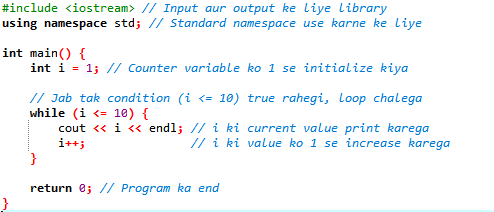 #include <iostream> // Input aur output ke liye library
using namespace std; // Standard namespace use karne ke liye
int main() {
int i = 1; // Counter variable ko 1 se initialize kiya
// Jab tak condition (i <= 10) true rahegi, loop chalega
while (i <= 10) {
cout << i << endl; // i ki current value print karega
i++; // i ki value ko 1 se increase karega
}
return 0; // Program ka end
}